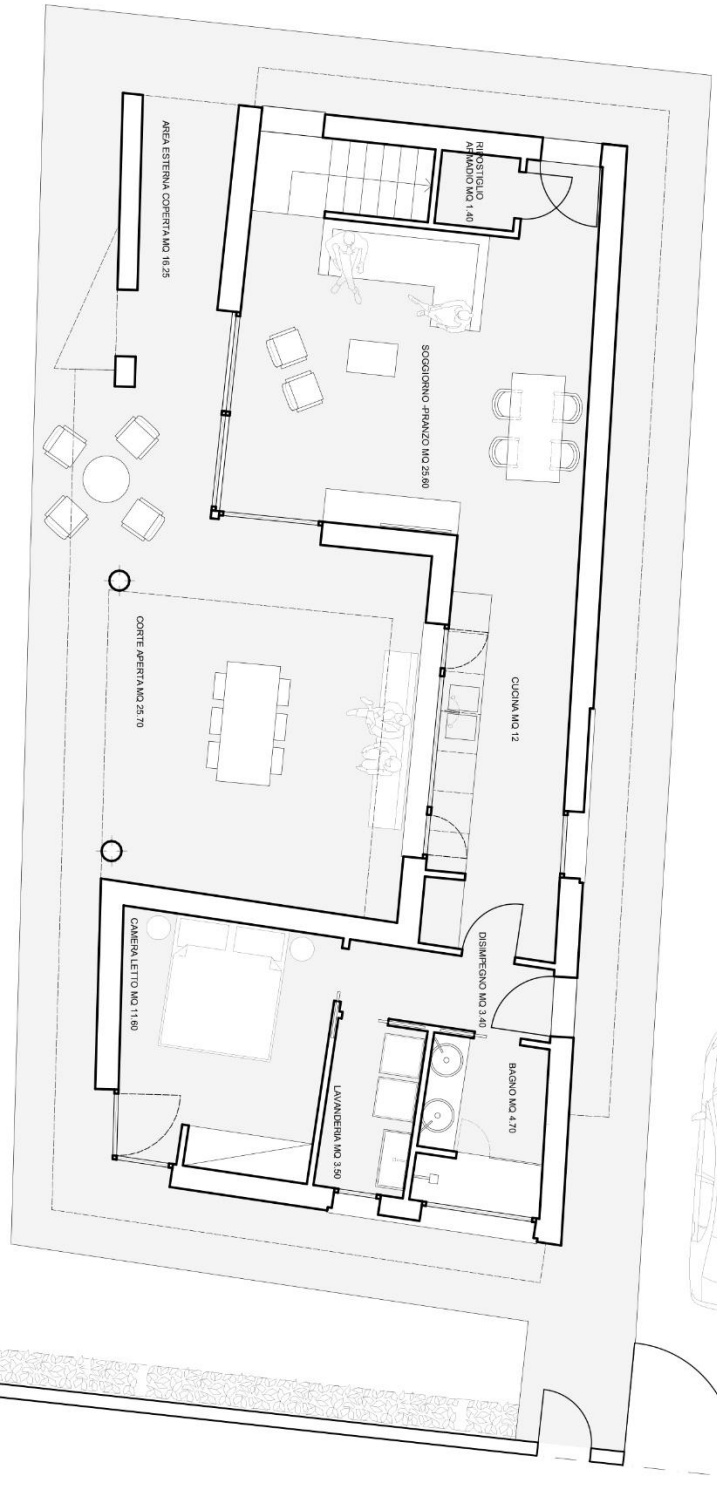 RIPOSTIGLIO
ARMADIO MQ 1.40
AREA ESTERNA COPERTA MQ 16.25
SOGGIORNO -PRANZO MQ 25.60
CUCINA MQ 12
CORTE APERTA MQ 25.70
DISIMPEGNO MQ 3.40
CAMERA LETTO MQ 11.60
BAGNO MQ 4.70
LAVANDERIA MQ 3.50